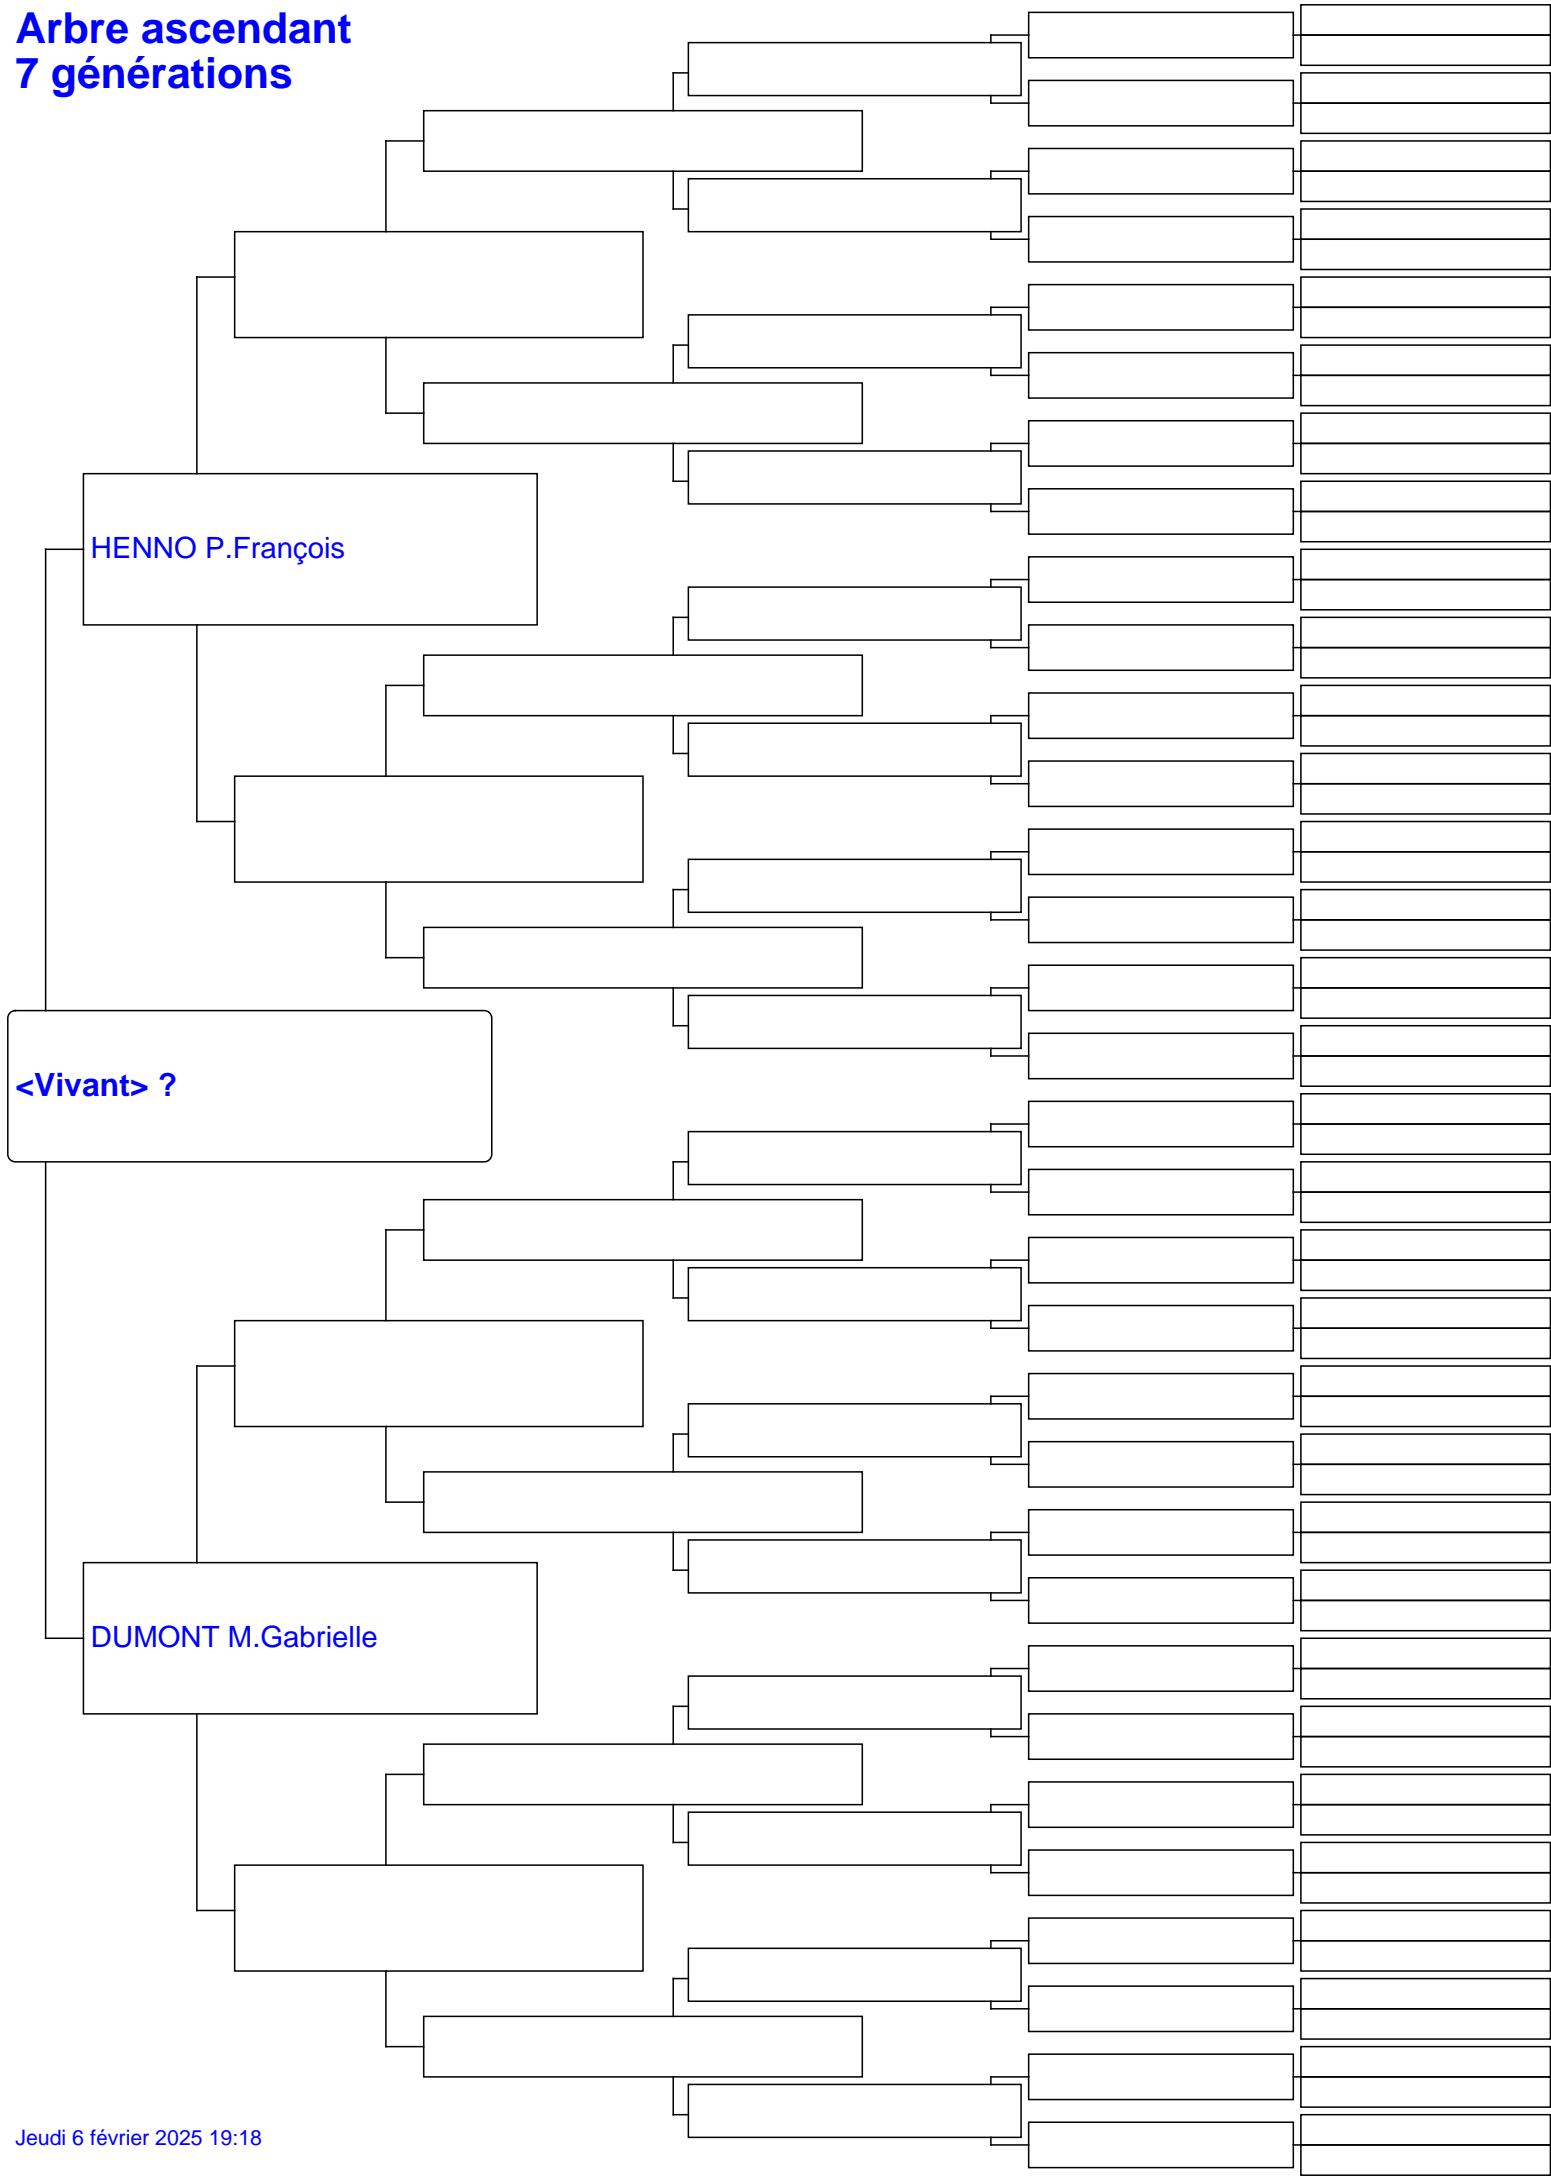 Arbre ascendant
7 générations
HENNO P.François
<Vivant> ?
DUMONT M.Gabrielle
Jeudi 6 février 2025 19:18